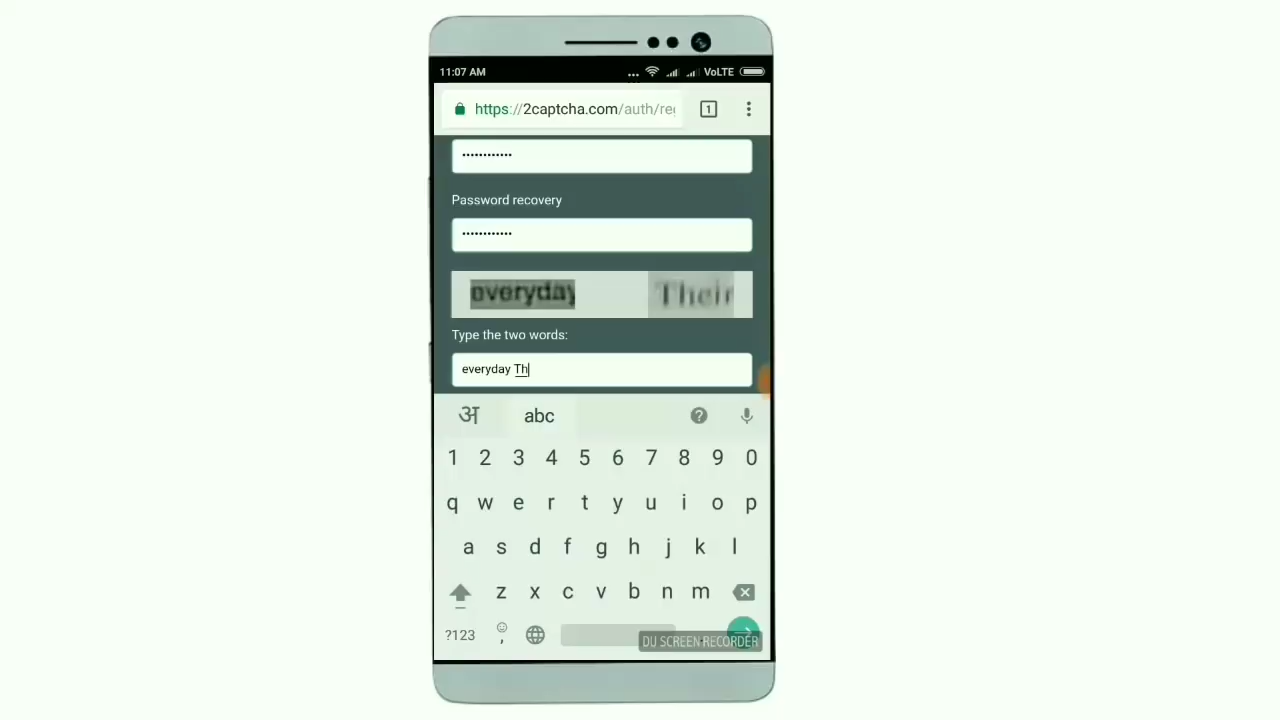 11:07 AM ... VoLTE
https://2captcha.com/auth/re
1
••••••••••••
Password recovery
••••••••••••
everyday Their
Type the two words:
everyday Th
अ abc ?
1 2 3 4 5 6 7 8 9 0
q w e r t y u i o p
a s d f g h j k l
z x c v b n m
?123 ,
DU SCREEN RECORDER